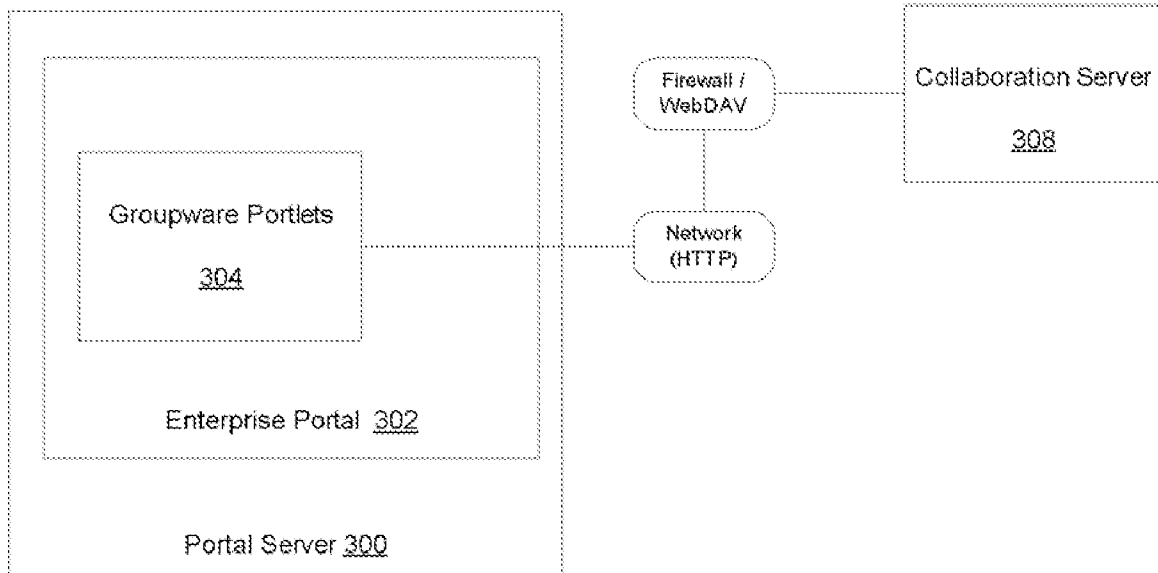 Groupware Portlets
304
Enterprise Portal 302
Portal Server 300
Firewall /
WebDAV
Network
(HTTP)
Collaboration Server
308